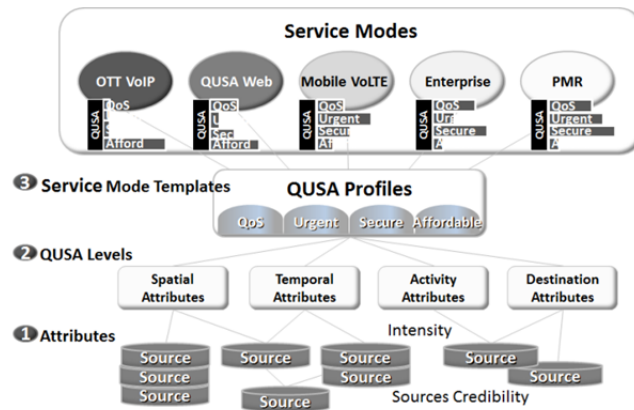 Service Modes
OTT VoIP
QUSA Web
Mobile VoLTE
Enterprise
PMR
QUSA
QoS
Afford
QUSA
QoS
U
Sec
Afford
QUSA
QoS
Urgent
Secur
Af
QUSA
QoS
Urr
Secure
A
QUSA
QoS
Urgent
Secure
A
3 Service Mode Templates
QUSA Profiles
QoS
Urgent
Secure
Affordable
2 QUSA Levels
Spatial
Attributes
Temporal
Attributes
Activity
Attributes
Destination
Attributes
1 Attributes
Intensity
Source
Source
Source
Source
Source
Source
Source
Source
Source
Source Credibility